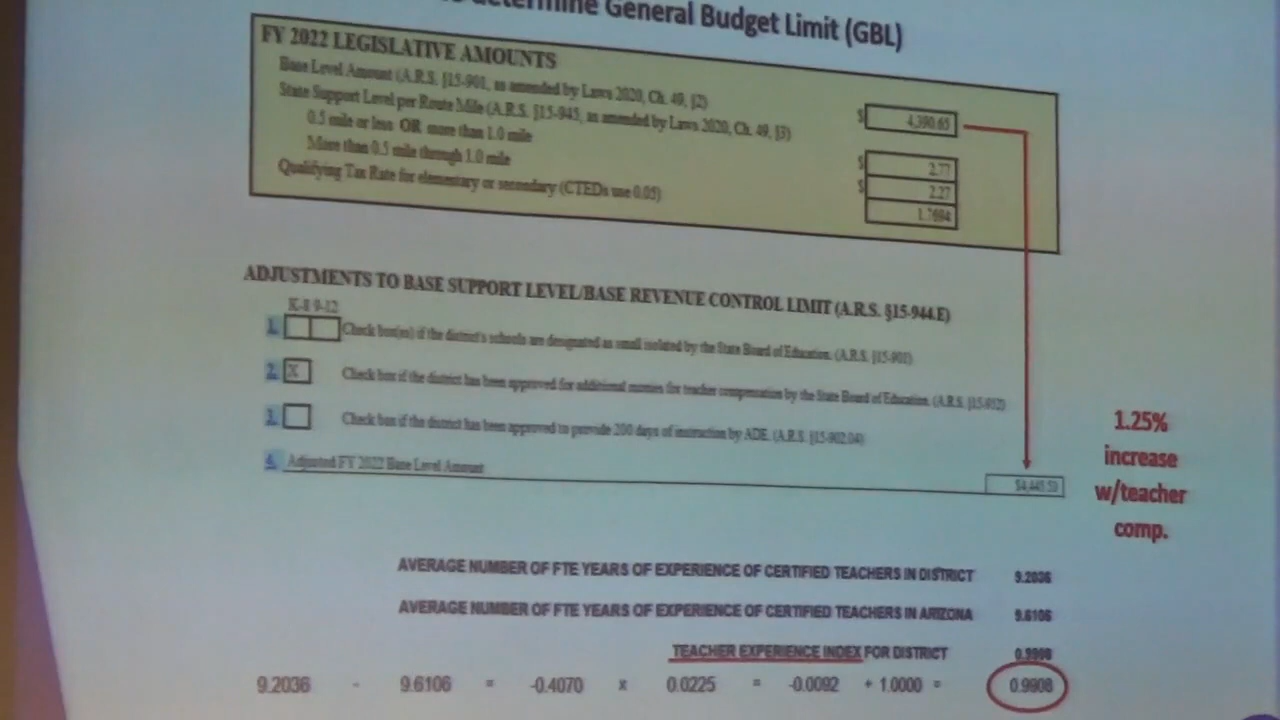 determine General Budget Limit (GBL)
FY 2022 LEGISLATIVE AMOUNTS
Base Level Amount (A.R.S. §15-901, as amended by Laws 2020, Ch. 49, §2)
$ 4,390.65
State Support Level per Route Mile (A.R.S. §15-945, as amended by Laws 2020, Ch. 49, §3)
0.5 mile or less OR more than 1.0 mile
$ 2.77
More than 0.5 mile through 1.0 mile
$ 2.27
Qualifying Tax Rate for elementary or secondary (CTEDs use 0.05)
ADJUSTMENTS TO BASE SUPPORT LEVEL/BASE REVENUE CONTROL LIMIT (A.R.S. §15-944.E)
K-8 9-12
1. Check box(es) if the district's schools are designated as small isolated by the State Board of Education. (A.R.S. §15-901)
2. X Check box if the district has been approved for additional monies for teacher compensation by the State Board of Education. (A.R.S. §15-952)
3. Check box if the district has been approved to provide 200 days of instruction by ADE. (A.R.S. §15-902.04)
4. Adjusted FY 2022 Base Level Amount
1.25%
increase
w/teacher
comp.
AVERAGE NUMBER OF FTE YEARS OF EXPERIENCE OF CERTIFIED TEACHERS IN DISTRICT 9.2036
AVERAGE NUMBER OF FTE YEARS OF EXPERIENCE OF CERTIFIED TEACHERS IN ARIZONA 9.6106
TEACHER EXPERIENCE INDEX FOR DISTRICT
9.2036 - 9.6106 = -0.4070 x 0.0225 = -0.0092 + 1.0000 = 0.9908